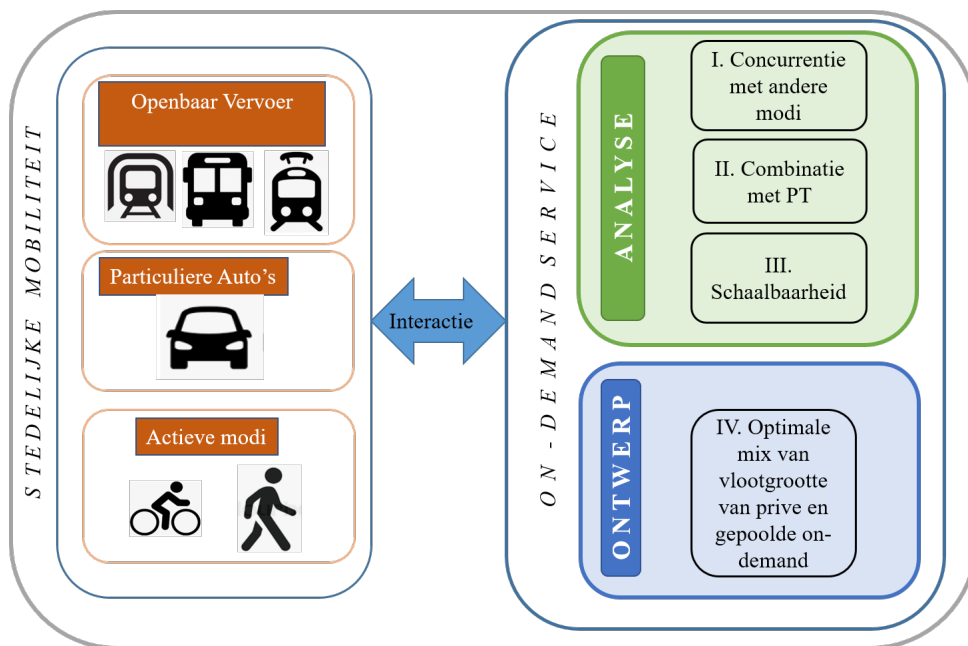 STEDELIJKE MOBILITEIT
Openbaar Vervoer
Particuliere Auto's
Actieve modi
Interactie
ON-DEMAND SERVICE
ANALYSE
I. Concurrentie
met andere
modi
II. Combinatie
met PT
III.
Schaalbaarheid
ONTWERP
IV. Optimale
mix van
vlootgrootte
van prive en
gepoolde on-
demand